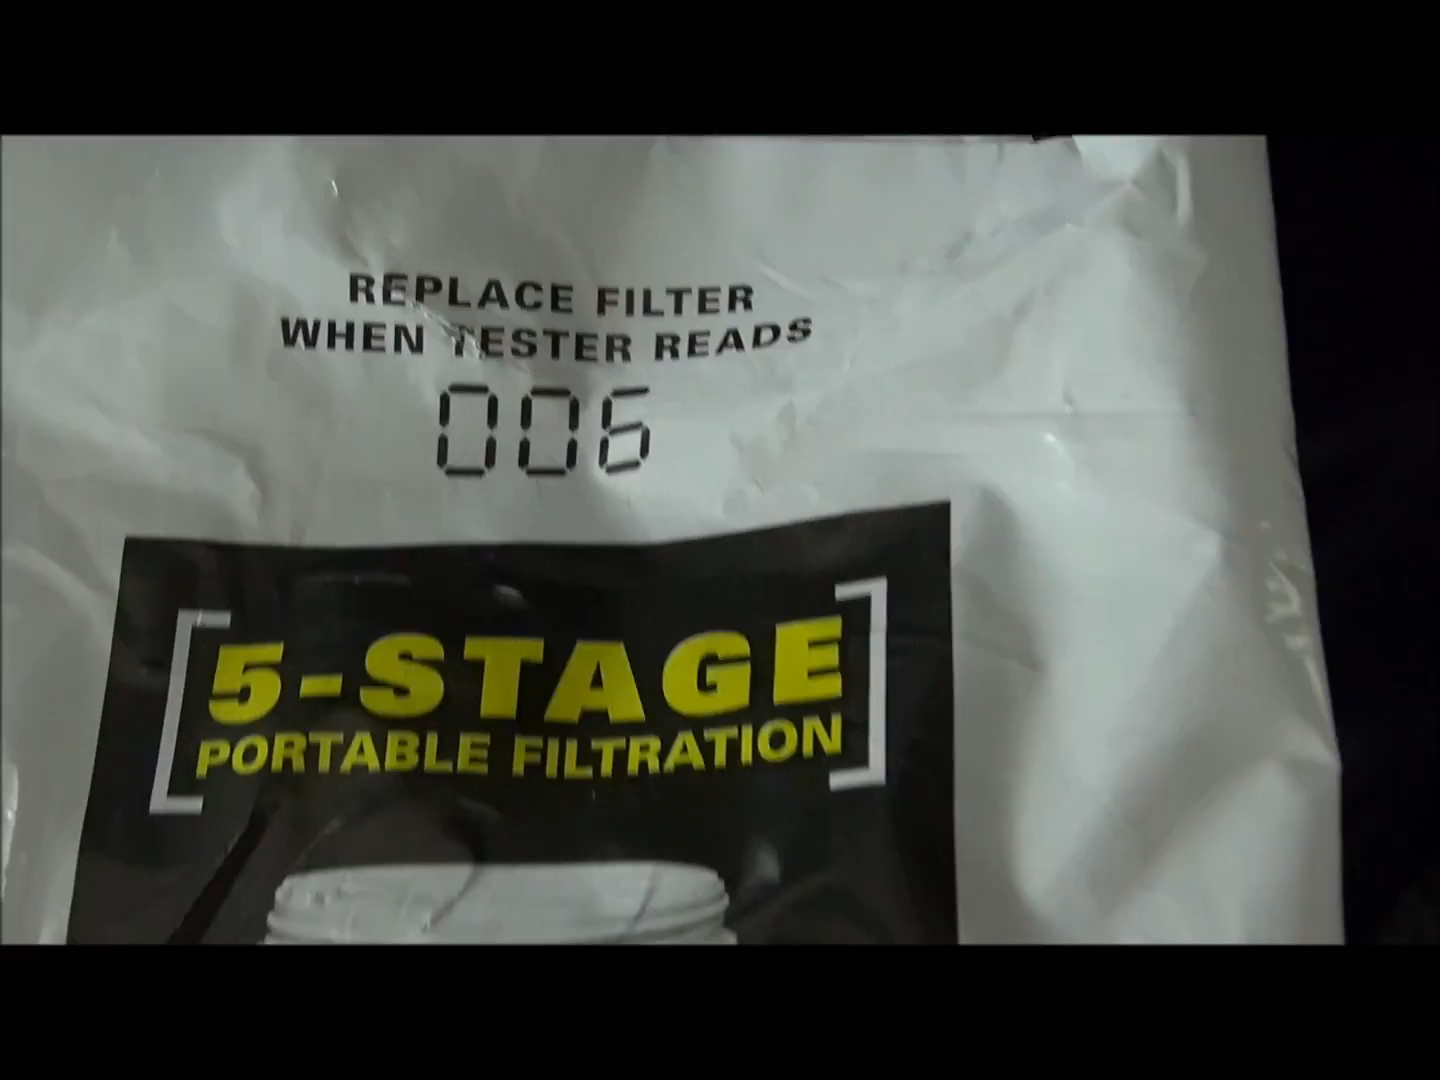 REPLACE FILTER
WHEN TESTER READS
006
5-STAGE
PORTABLE FILTRATION